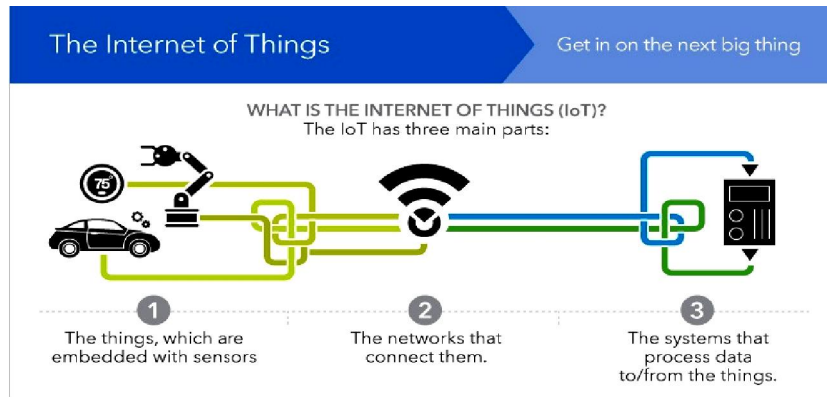 The Internet of Things
Get in on the next big thing
WHAT IS THE INTERNET OF THINGS (IoT)?
The IoT has three main parts:
75°
1
The things, which are
embedded with sensors
2
The networks that
connect them.
3
The systems that
process data
to/from the things.